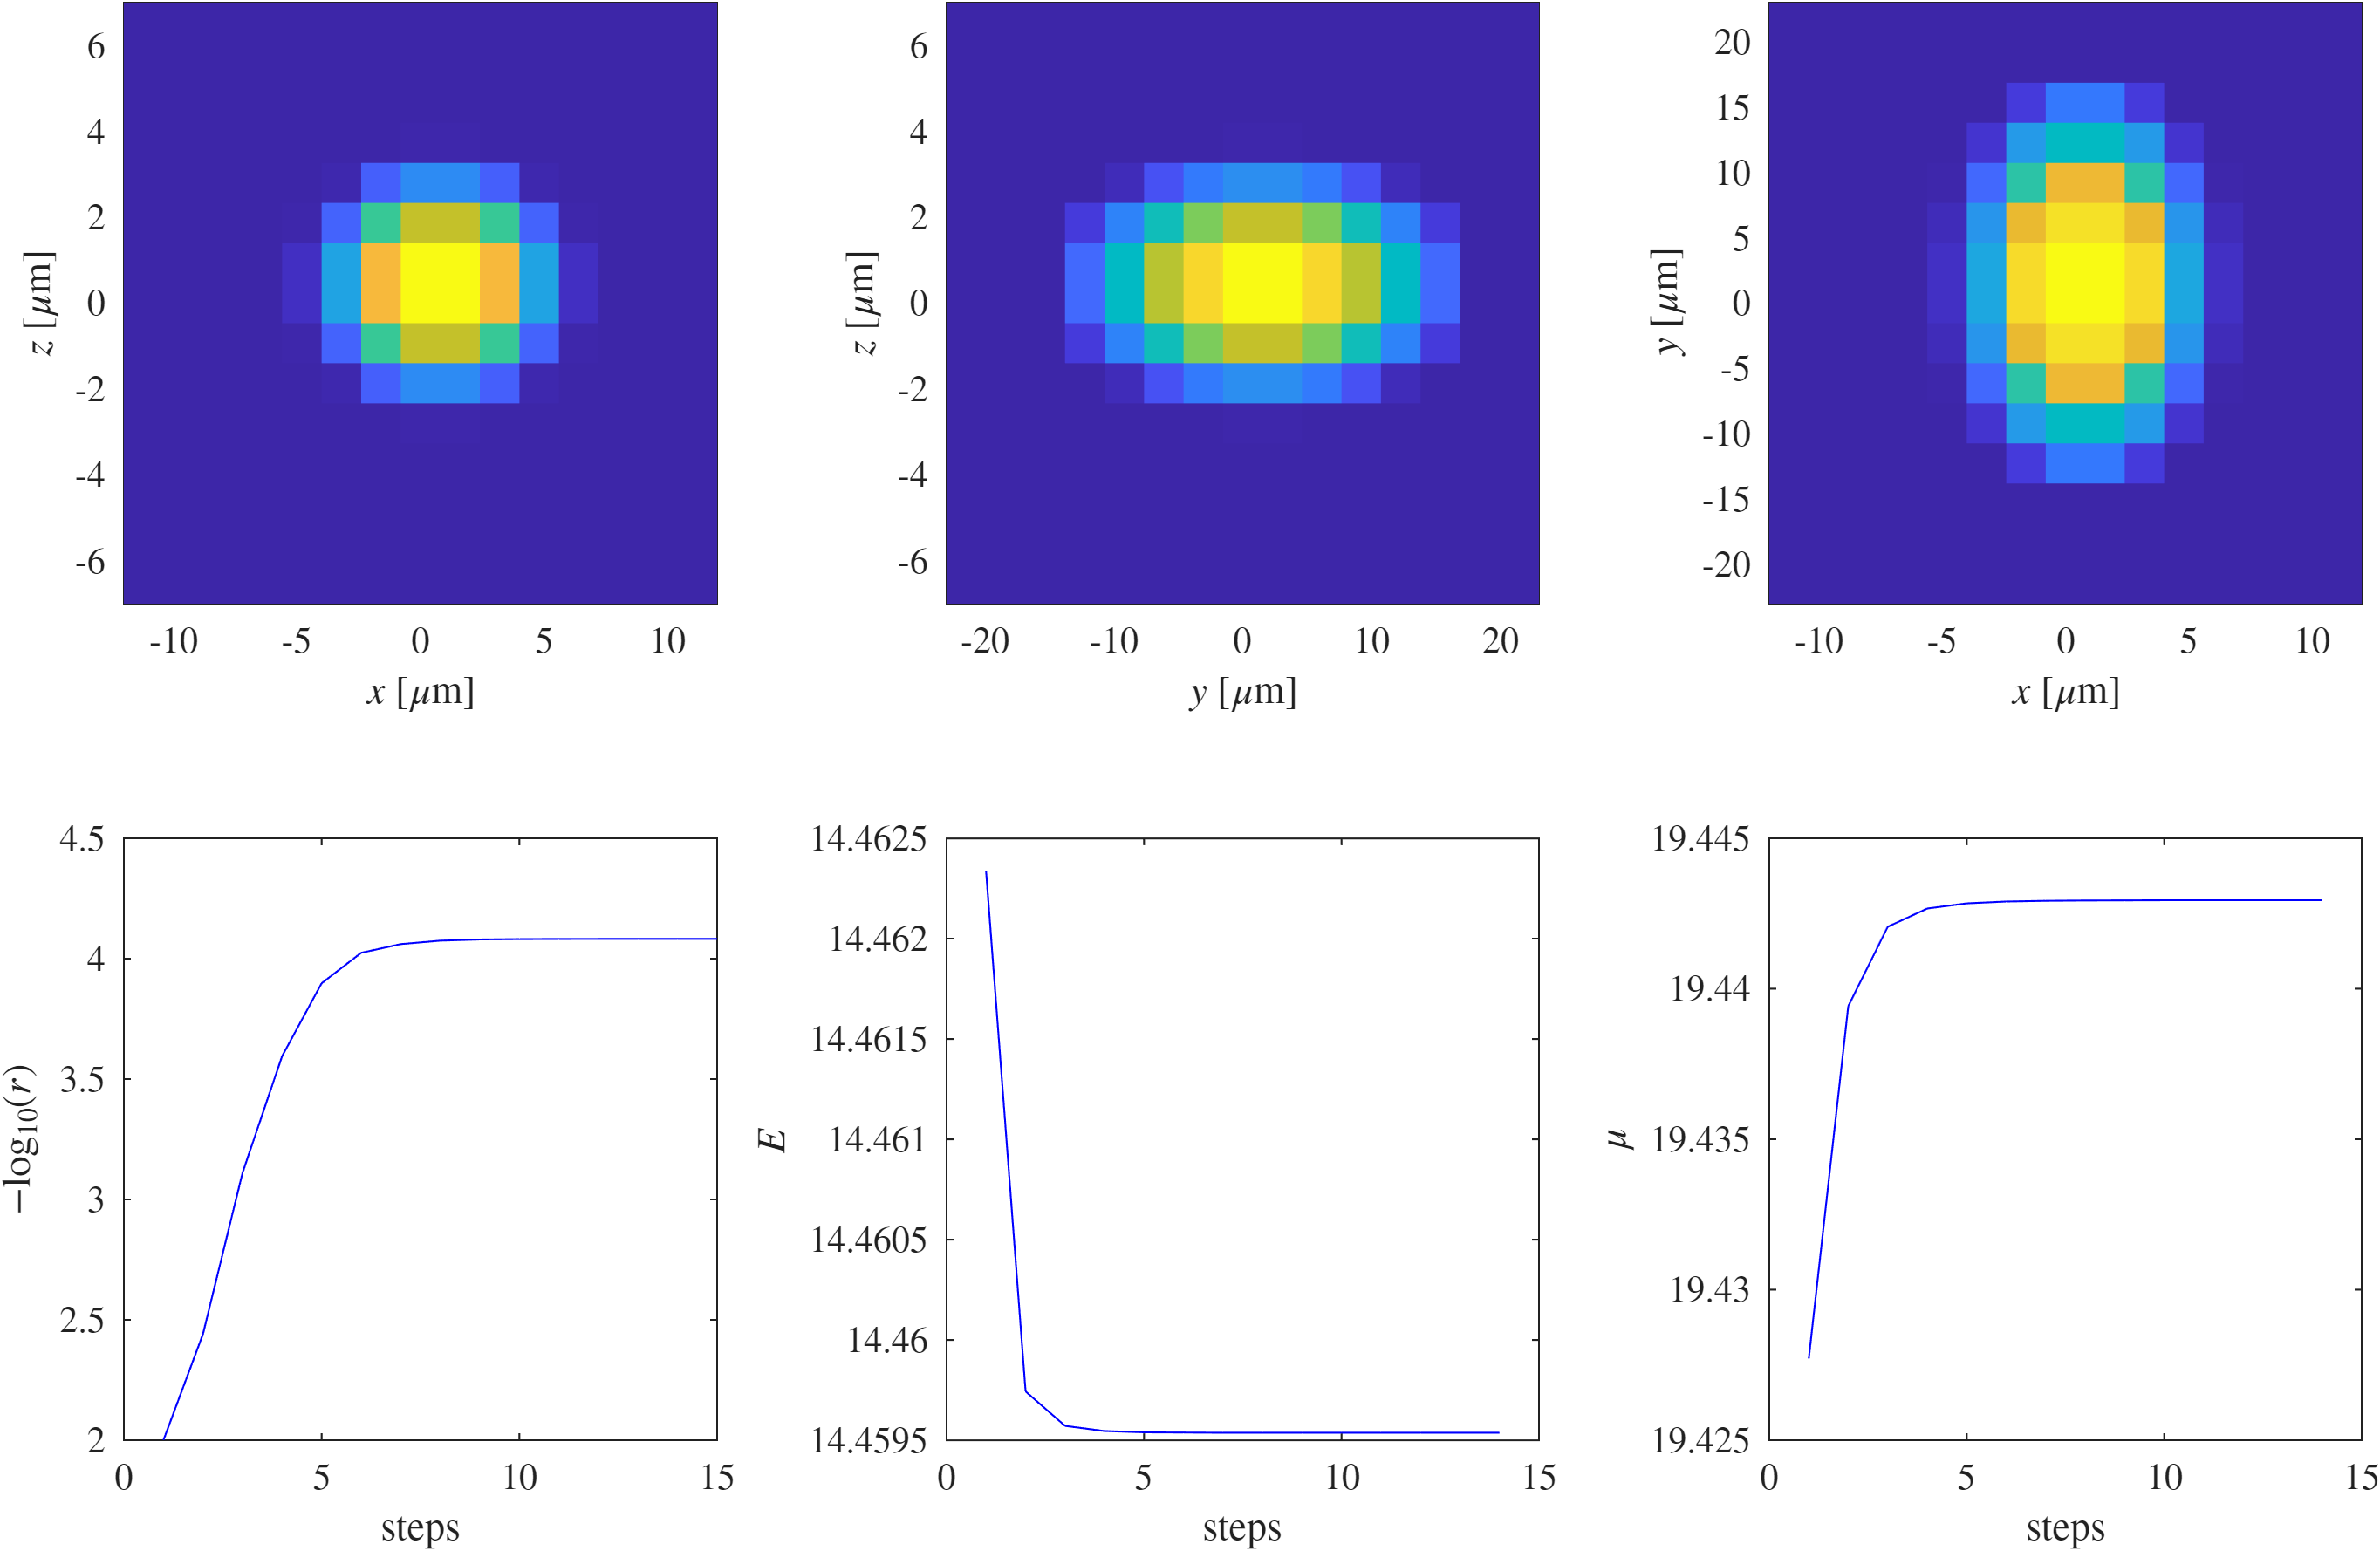 6
4
2
0
-2
-4
-6
z [μm]
-10 -5 0 5 10
x [μm]
6
4
2
0
-2
-4
-6
z [μm]
-20 -10 0 10 20
y [μm]
20
15
10
5
0
-5
-10
-15
-20
y [μm]
-10 -5 0 5 10
x [μm]
4.5
4
3.5
3
2.5
2
−log₁₀(r)
0 5 10 15
steps
14.4625
14.462
14.4615
14.461
14.4605
14.46
14.4595
E
0 5 10 15
steps
19.445
19.44
19.435
19.43
19.425
μ
0 5 10 15
steps